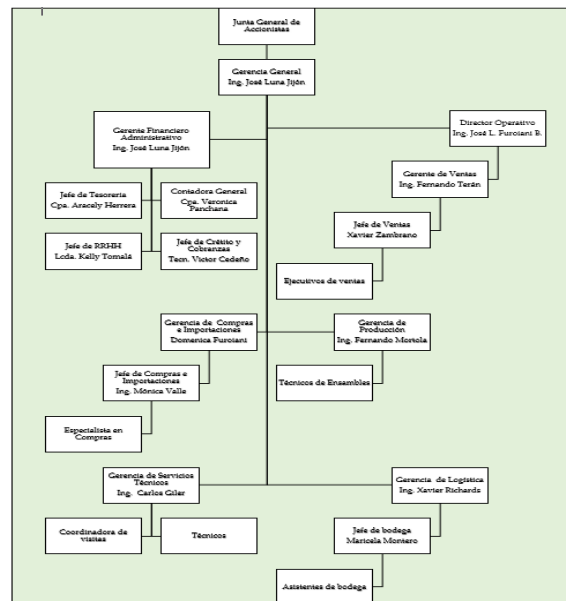 Junta General de
Accionistas
Gerencia General
Ing. José Luna Jijón
Gerente Financiero
Administrativo
Ing. José Luna Jijón
Director Operativo
Ing. José L. Furoiani B.
Gerente de Ventas
Ing. Fernando Terán
Jefe de Tesorería
Cpa. Aracely Herrera
Contadora General
Cpa. Veronica
Panchana
Jefe de Ventas
Xavier Zambrano
Jefe de RRHH
Lcda. Kelly Tomalá
Jefe de Crédito y
Cobranzas
Tecn. Victor Cedeño
Ejecutivos de ventas
Gerencia de Compras
e Importaciones
Domenica Furoiani
Gerencia de
Producción
Ing. Fernando Mortola
Jefe de Compras e
Importaciones
Ing. Mónica Valle
Técnicos de Ensambles
Especialista en
Compras
Gerencia de Servicios
Técnicos
Ing. Carlos Giler
Gerencia de Logística
Ing. Xavier Richards
Coordinadora de
visitas
Técnicos
Jefe de bodega
Maricela Montero
Asistentes de bodega